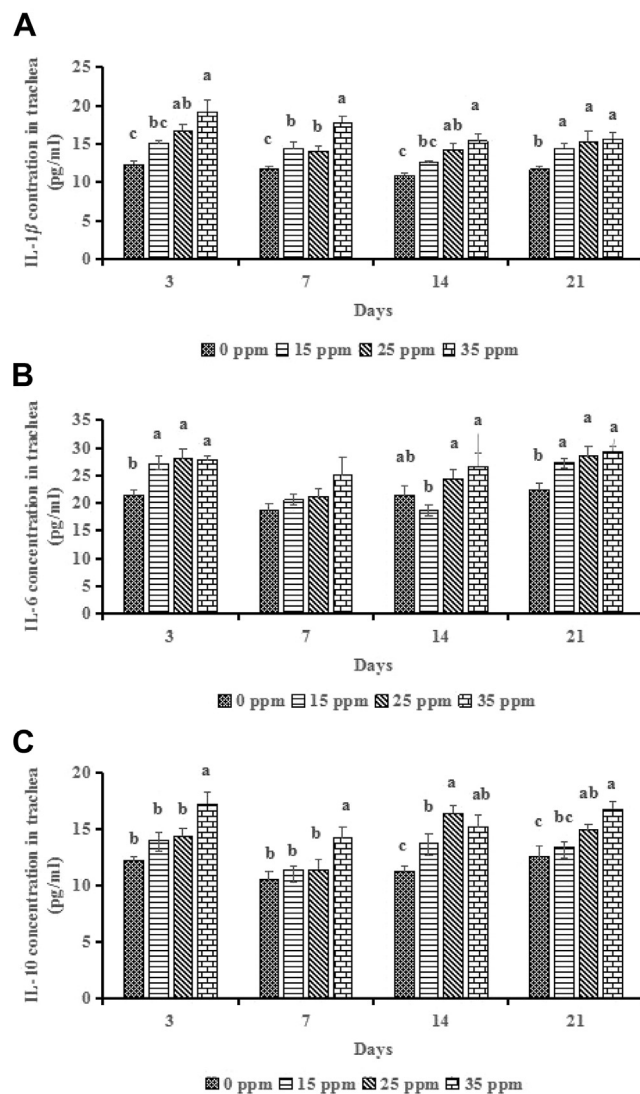 A
IL-1β contration in trachea
(pg/ml)
25
20
15
10
5
0
c bc ab a
b b a
c bc ab a
b a a a
3 7 14 21
Days
0 ppm 15 ppm 25 ppm 35 ppm
B
IL-6 concentration in trachea
(pg/ml)
35
30
25
20
15
10
5
0
b a a a
ab b a a
b a a a
3 7 14 21
Days
0 ppm 15 ppm 25 ppm 35 ppm
C
IL-10 concentration in trachea
(pg/ml)
20
15
10
5
0
b b b a
b b b a
c b a ab
c bc ab a
3 7 14 21
Days
0 ppm 15 ppm 25 ppm 35 ppm